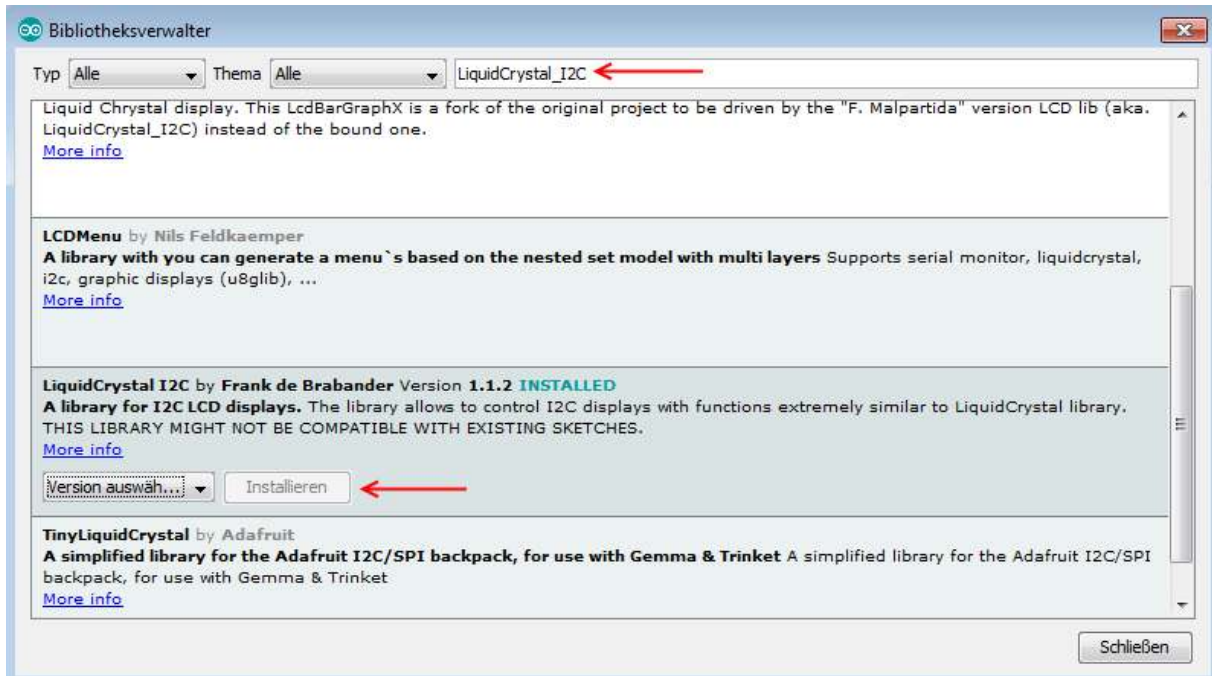 Bibliotheksverwalter
Typ Alle Thema Alle LiquidCrystal_I2C
Liquid Chrystal display. This LcdBarGraphX is a fork of the original project to be driven by the "F. Malpartida" version LCD lib (aka.
LiquidCrystal_I2C) instead of the bound one.
More info
LCDMenu by Nils Feldkaemper
A library with you can generate a menu`s based on the nested set model with multi layers Supports serial monitor, liquidcrystal,
i2c, graphic displays (u8glib), ...
More info
LiquidCrystal I2C by Frank de Brabander Version 1.1.2 INSTALLED
A library for I2C LCD displays. The library allows to control I2C displays with functions extremely similar to LiquidCrystal library.
THIS LIBRARY MIGHT NOT BE COMPATIBLE WITH EXISTING SKETCHES.
More info
Version auswäh... Installieren
TinyLiquidCrystal by Adafruit
A simplified library for the Adafruit I2C/SPI backpack, for use with Gemma & Trinket A simplified library for the Adafruit I2C/SPI
backpack, for use with Gemma & Trinket
More info
Schließen